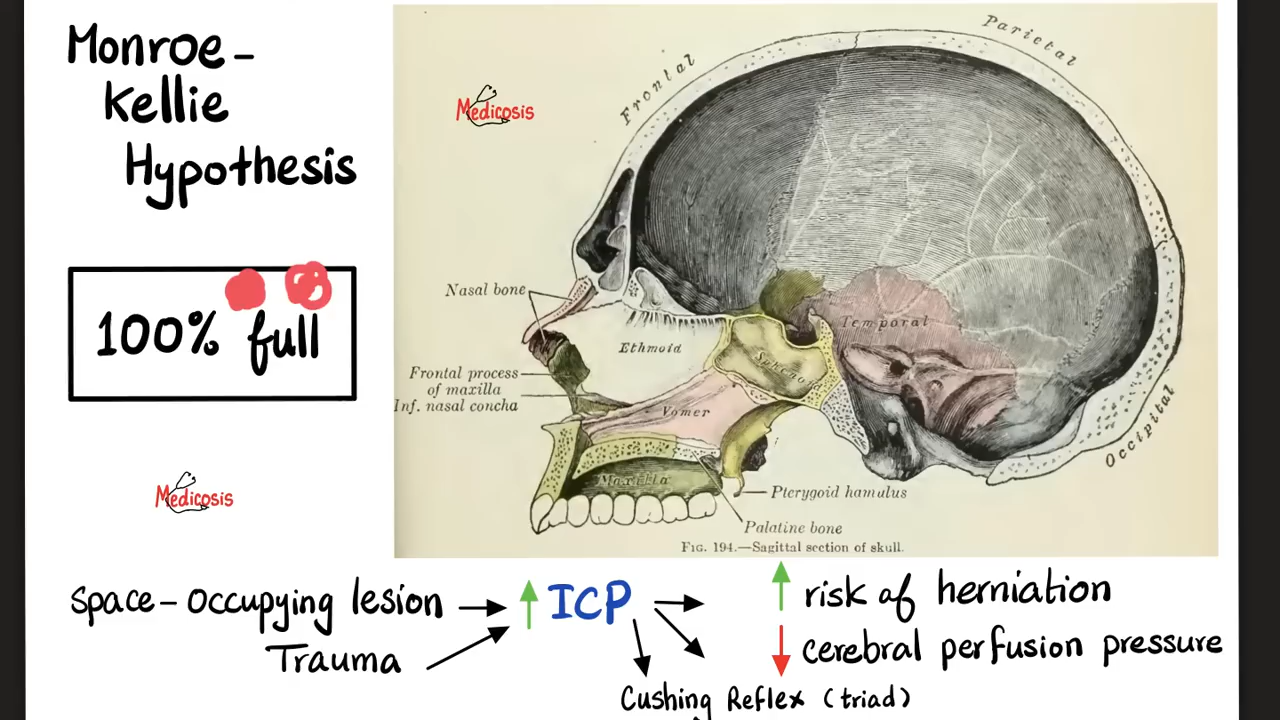 Monroe-
Kellie
Hypothesis
100% full
Medicosis
Medicosis
Frontal
Parietal
Nasal bone
Ethmoid
Temporal
Sphenoid
Frontal process
of maxilla
Inf. nasal concha
Vomer
Occipital
Maxilla
Pterygoid hamulus
Palatine bone
FIG. 194.—Sagittal section of skull.
Space-Occupying lesion → ↑ ICP → ↑ risk of herniation
Trauma ↓ cerebral perfusion pressure
Cushing Reflex (triad)